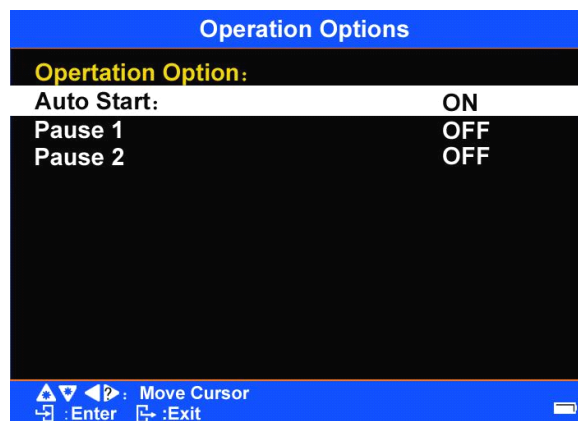 Operation Options
Opertation Option：
Auto Start： ON
Pause 1 OFF
Pause 2 OFF
?： Move Cursor
:Enter :Exit